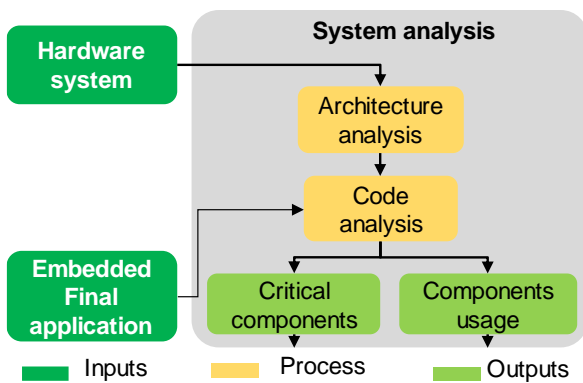 System analysis
Hardware
system
Architecture
analysis
Code
analysis
Embedded
Final
application
Critical
components
Components
usage
Inputs
Process
Outputs